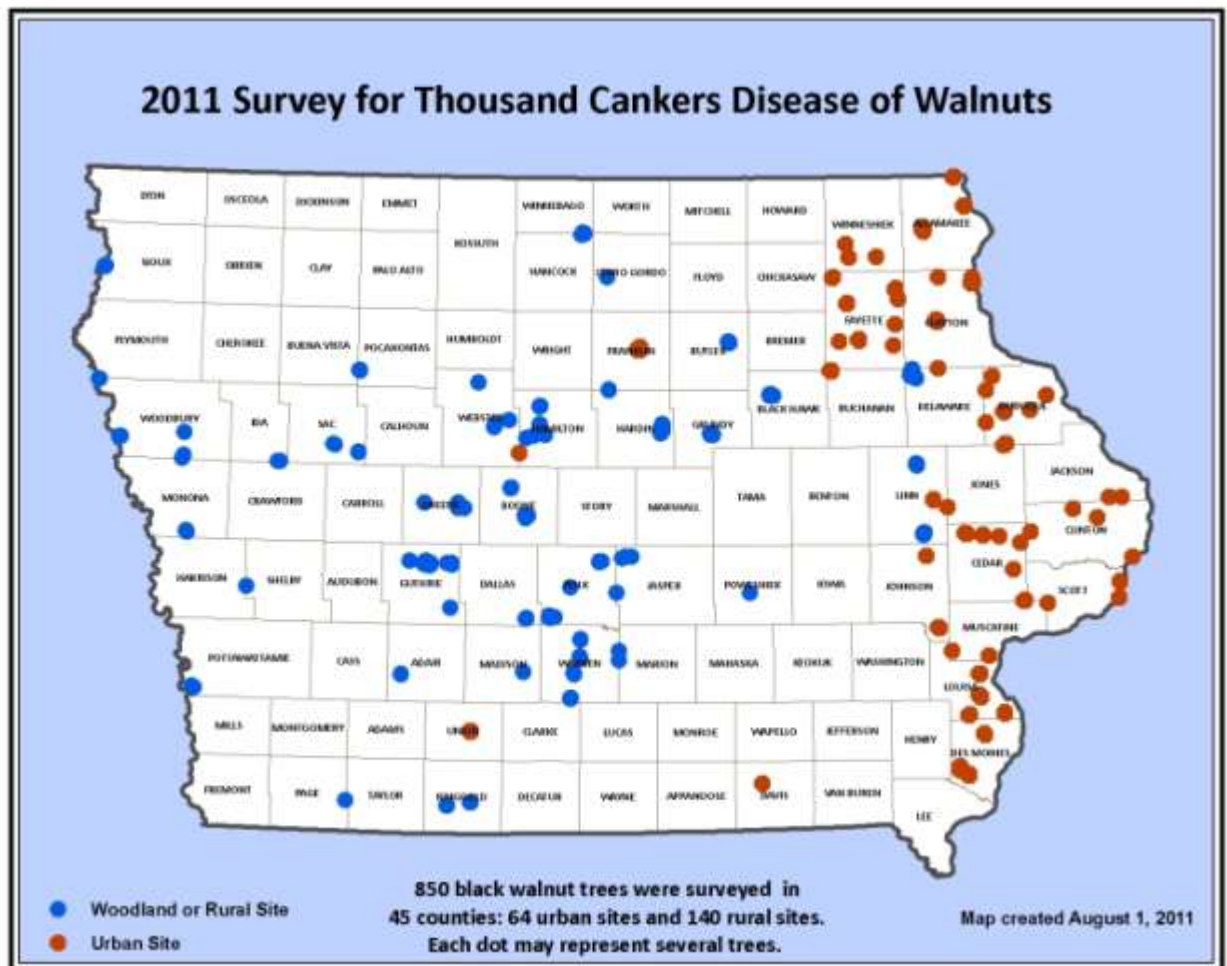 2011 Survey for Thousand Cankers Disease of Walnuts
LYON OSCEOLA DICKINSON EMMET WINNEBAGO WORTH MITCHELL HOWARD WINNESHIEK ALLAMAKEE
KOSSUTH
SIOUX OBRIEN CLAY PALO ALTO HANCOCK CERRO GORDO FLOYD CHICKASAW
PLYMOUTH CHEROKEE BUENA VISTA POCAHONTAS HUMBOLDT WRIGHT FRANKLIN BUTLER BREMER FAYETTE CLAYTON
WOODBURY IDA SAC CALHOUN WEBSTER HAMILTON HARDIN GRUNDY BLACK HAWK BUCHANAN DELAWARE DUBUQUE
MONONA CRAWFORD CARROLL GREENE BOONE STORY MARSHALL TAMA BENTON LINN JONES JACKSON
CLINTON
HARRISON SHELBY AUDUBON GUTHRIE DALLAS POLK JASPER POWESHIEK IOWA JOHNSON CEDAR SCOTT
MUSCATINE
POTTAWATTAMIE CASS ADAIR MADISON WARREN MARION MAHASKA KEOKUK WASHINGTON LOUISA
MILLS MONTGOMERY ADAMS UNION CLARKE LUCAS MONROE WAPELLO JEFFERSON HENRY DES MOINES
FREMONT PAGE TAYLOR RINGGOLD DECATUR WAYNE APPANOOSE DAVIS VAN BUREN LEE
850 black walnut trees were surveyed in
45 counties: 64 urban sites and 140 rural sites.
Each dot may represent several trees.
Woodland or Rural Site
Urban Site
Map created August 1, 2011